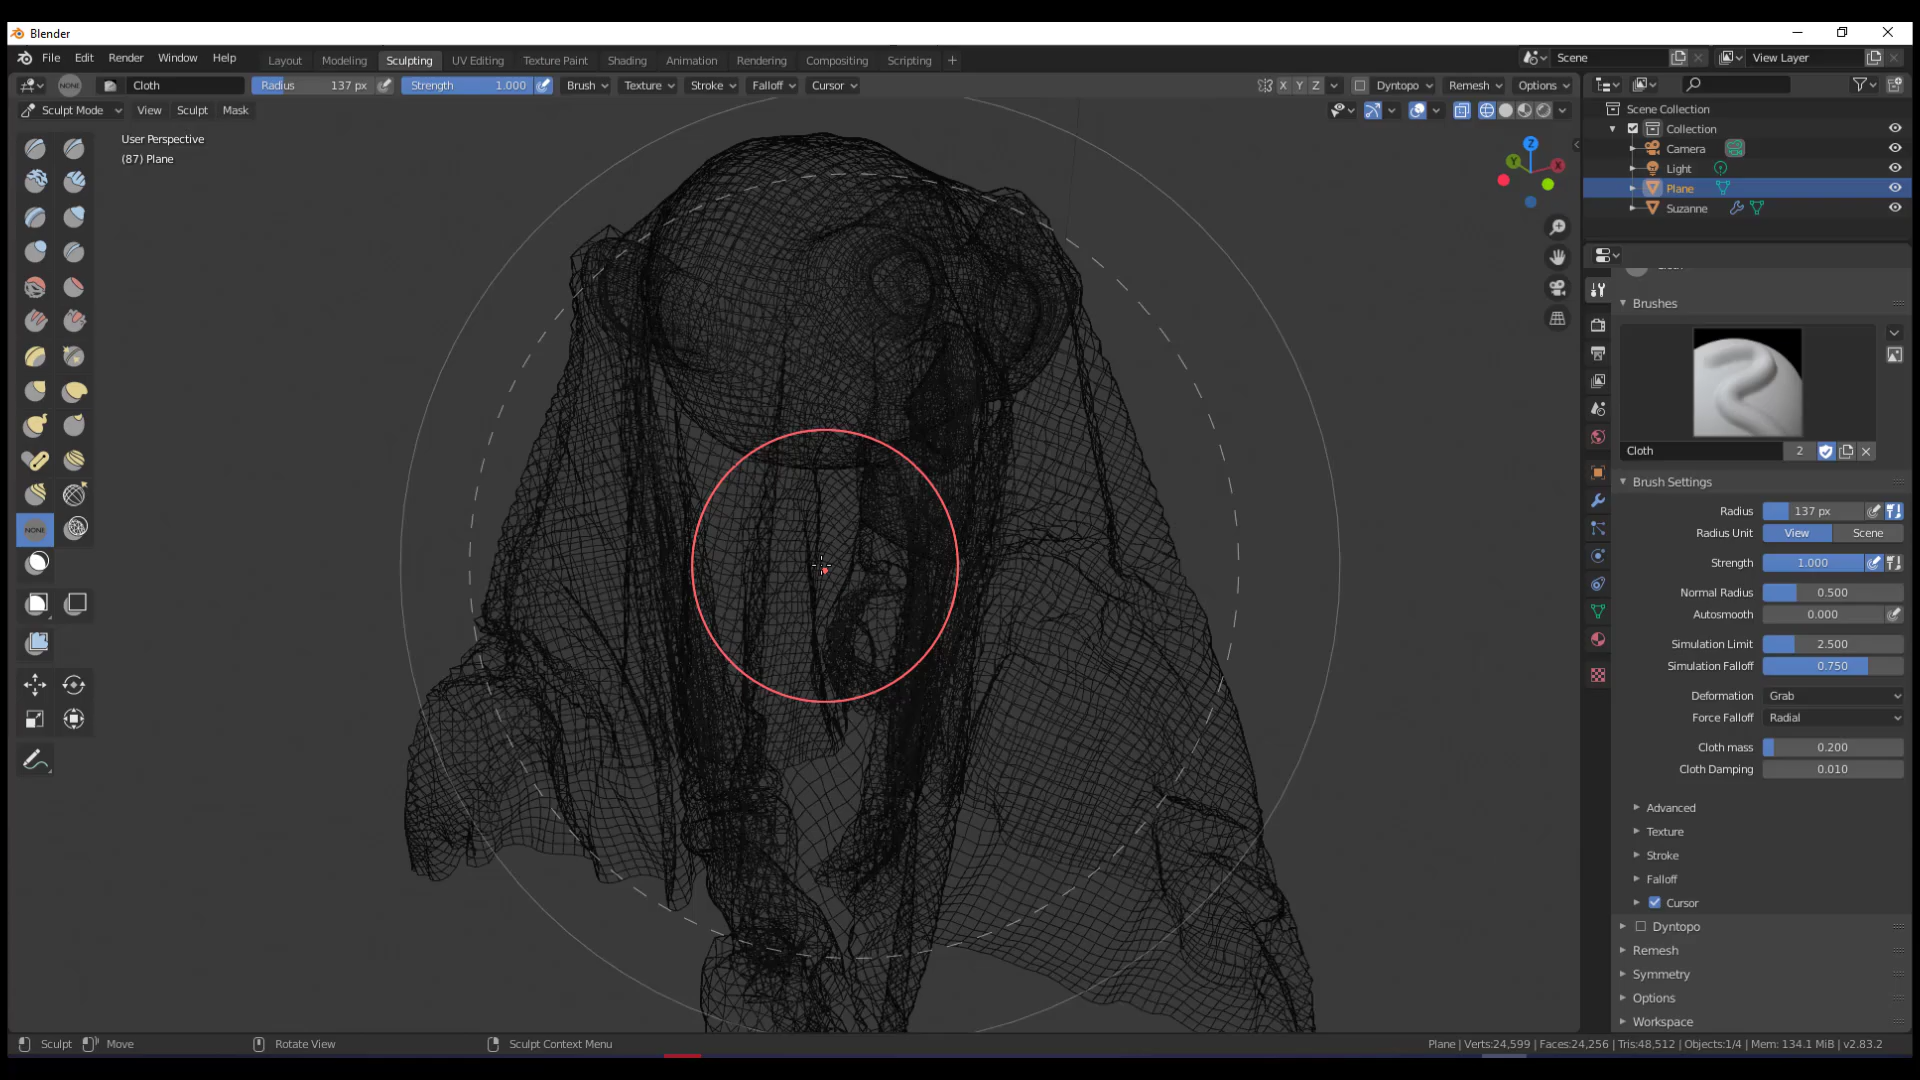 Blender
File Edit Render Window Help Layout Modeling Sculpting UV Editing Texture Paint Shading Animation Rendering Compositing Scripting + Scene View Layer
NONE Cloth Radius 137 px Strength 1.000 Brush Texture Stroke Falloff Cursor X Y Z Dyntopo Remesh Options
Sculpt Mode View Sculpt Mask
User Perspective
(87) Plane
Z
Y X
NONE
Scene Collection
Collection
Camera
Light
Plane
Suzanne
Brushes
Cloth 2
Brush Settings
Radius 137 px
Radius Unit View Scene
Strength 1.000
Normal Radius 0.500
Autosmooth 0.000
Simulation Limit 2.500
Simulation Falloff 0.750
Deformation Grab
Force Falloff Radial
Cloth mass 0.200
Cloth Damping 0.010
Advanced
Texture
Stroke
Falloff
Cursor
Dyntopo
Remesh
Symmetry
Options
Workspace
Sculpt Move Rotate View Sculpt Context Menu Plane | Verts:24,599 | Faces:24,256 | Tris:48,512 | Objects:1/4 | Mem: 134.1 MiB | v2.83.2